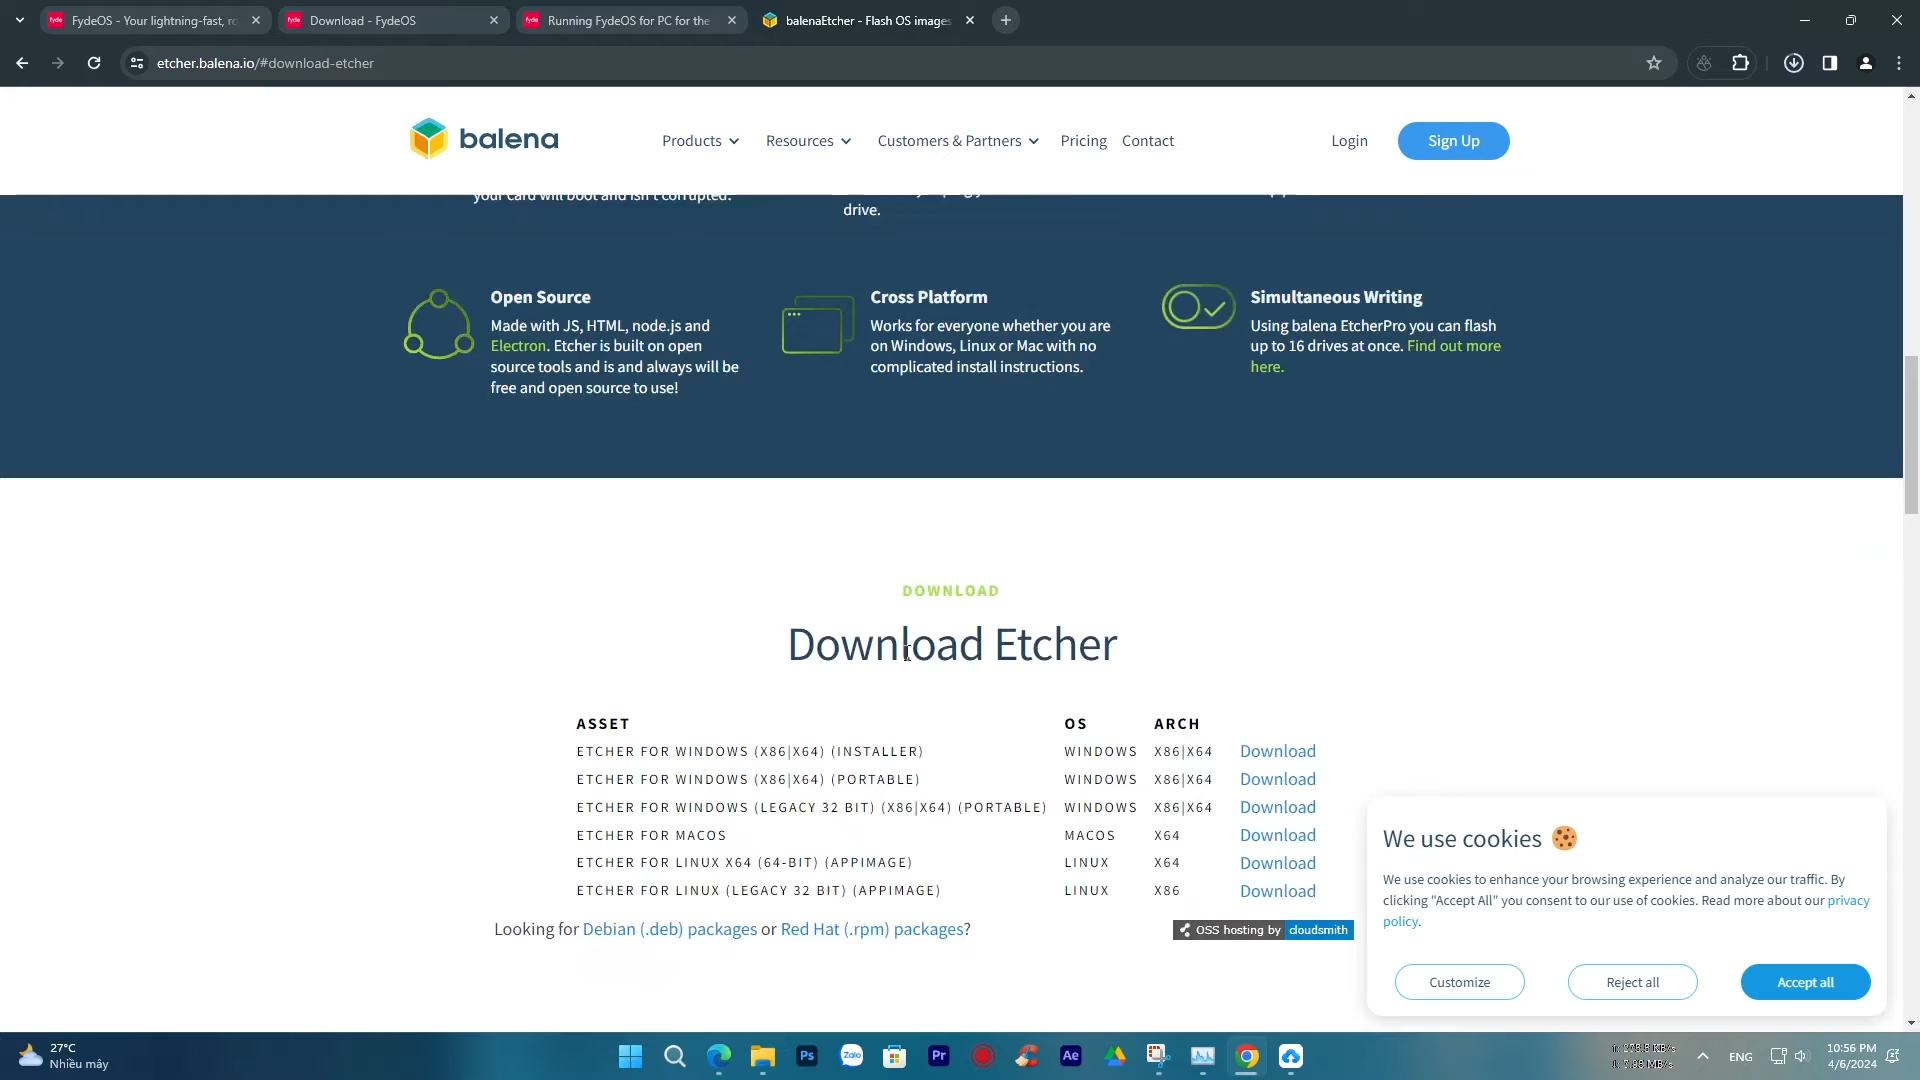 FydeOS - Your lightning-fast, ro
Download - FydeOS
Running FydeOS for PC for the
balenaEtcher - Flash OS images
etcher.balena.io/#download-etcher
balena
Products
Resources
Customers & Partners
Pricing
Contact
Login
Sign Up
your card will boot and isn't corrupted.
drive.
Open Source
Made with JS, HTML, node.js and
Electron. Etcher is built on open
source tools and is and always will be
free and open source to use!
Cross Platform
Works for everyone whether you are
on Windows, Linux or Mac with no
complicated install instructions.
Simultaneous Writing
Using balena EtcherPro you can flash
up to 16 drives at once. Find out more
here.
DOWNLOAD
Download Etcher
ASSET OS ARCH
ETCHER FOR WINDOWS (X86|X64) (INSTALLER) WINDOWS X86|X64 Download
ETCHER FOR WINDOWS (X86|X64) (PORTABLE) WINDOWS X86|X64 Download
ETCHER FOR WINDOWS (LEGACY 32 BIT) (X86|X64) (PORTABLE) WINDOWS X86|X64 Download
ETCHER FOR MACOS MACOS X64 Download
ETCHER FOR LINUX X64 (64-BIT) (APPIMAGE) LINUX X64 Download
ETCHER FOR LINUX (LEGACY 32 BIT) (APPIMAGE) LINUX X86 Download
Looking for Debian (.deb) packages or Red Hat (.rpm) packages?
OSS hosting by cloudsmith
We use cookies
We use cookies to enhance your browsing experience and analyze our traffic. By
clicking "Accept All" you consent to our use of cookies. Read more about our privacy
policy.
Customize
Reject all
Accept all
27°C
Nhiều mây
Ps
Zalo
Pr
Ae
ENG
10:56 PM
4/6/2024